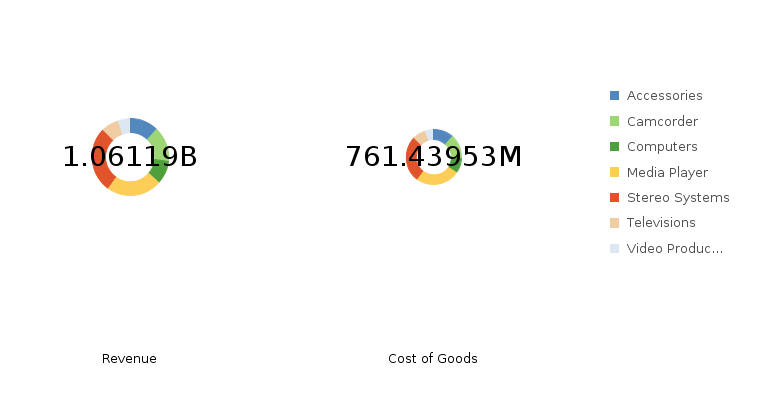 1.06119B
761.43953M
Accessories
Camcorder
Computers
Media Player
Stereo Systems
Televisions
Video Produc...
Revenue
Cost of Goods